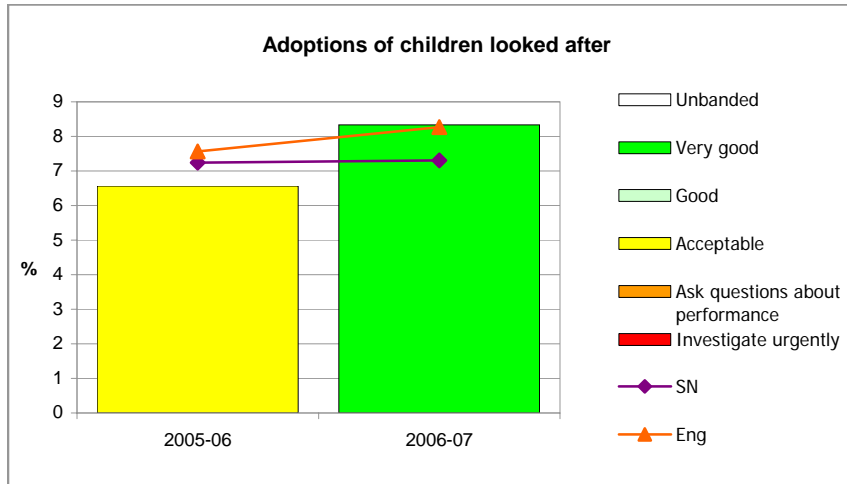 Adoptions of children looked after
9
8
7
6
5
4
3
2
1
0
%
2005-06
2006-07
Unbanded
Very good
Good
Acceptable
Ask questions about
performance
Investigate urgently
SN
Eng